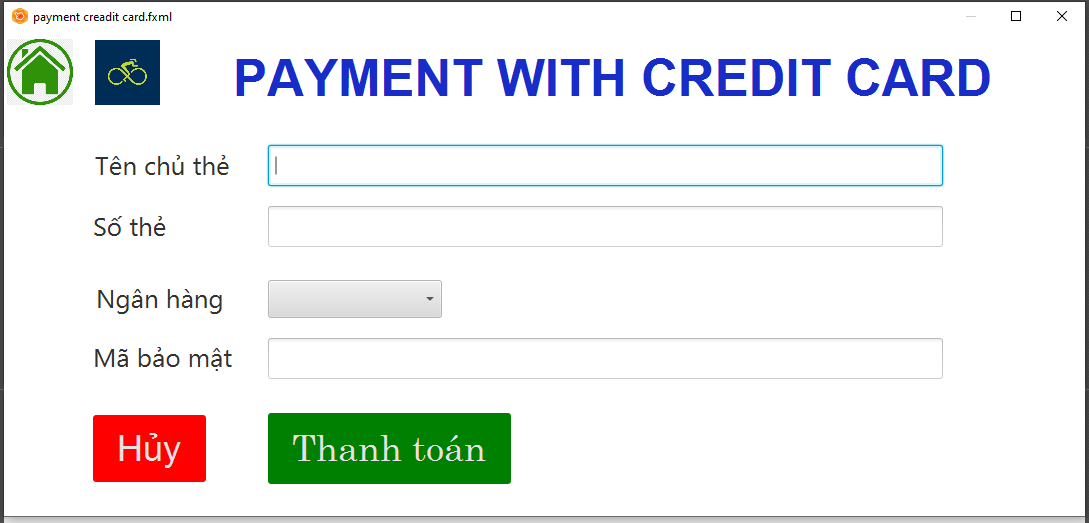 payment creadit card.fxml
PAYMENT WITH CREDIT CARD
Tên chủ thẻ
Số thẻ
Ngân hàng
Mã bảo mật
Hủy
Thanh toán